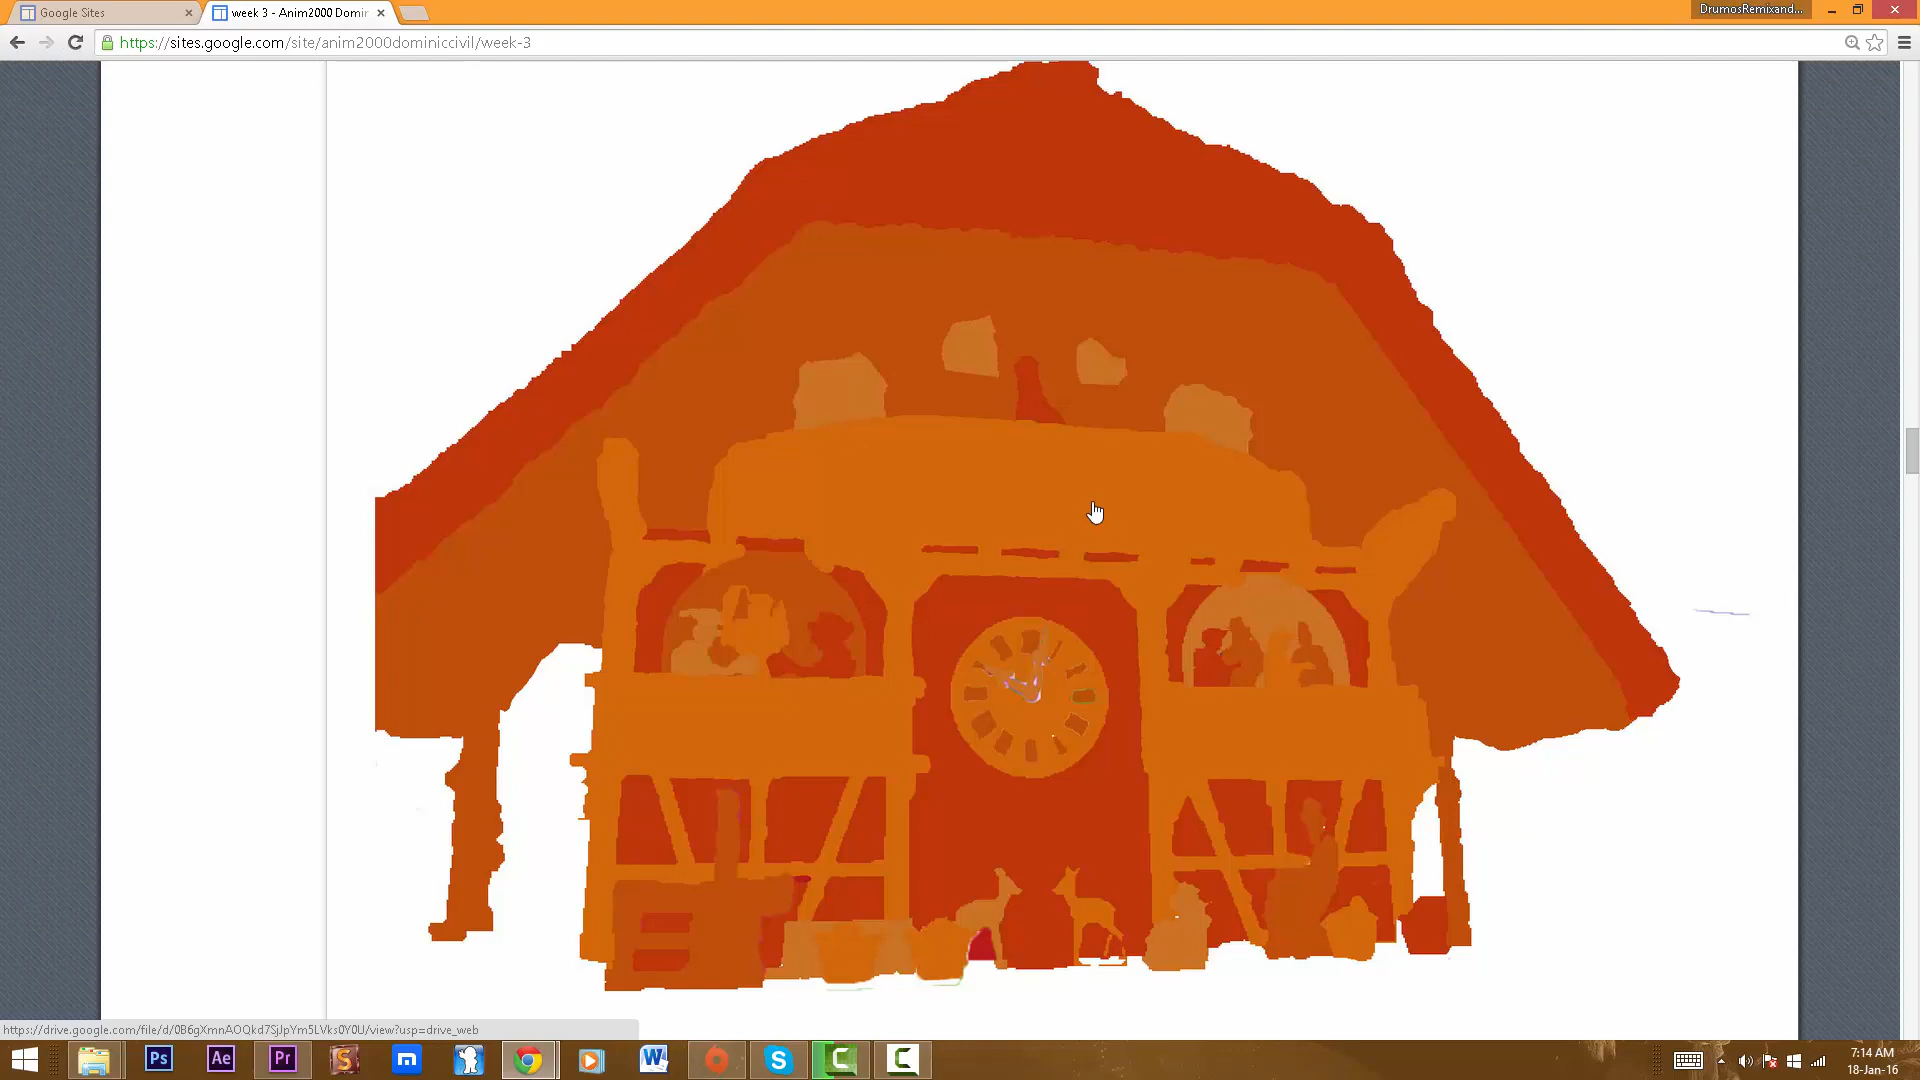 Google Sites
week 3 - Anim2000 Domin
DrumosRemixand...
https://sites.google.com/site/anim2000dominiccivil/week-3
https://drive.google.com/file/d/0B6gXmnAOQkd7SjJpYm5LVks0Y0U/view?usp=drive_web
Ps
Ae
Pr
7:14 AM
18-Jan-16